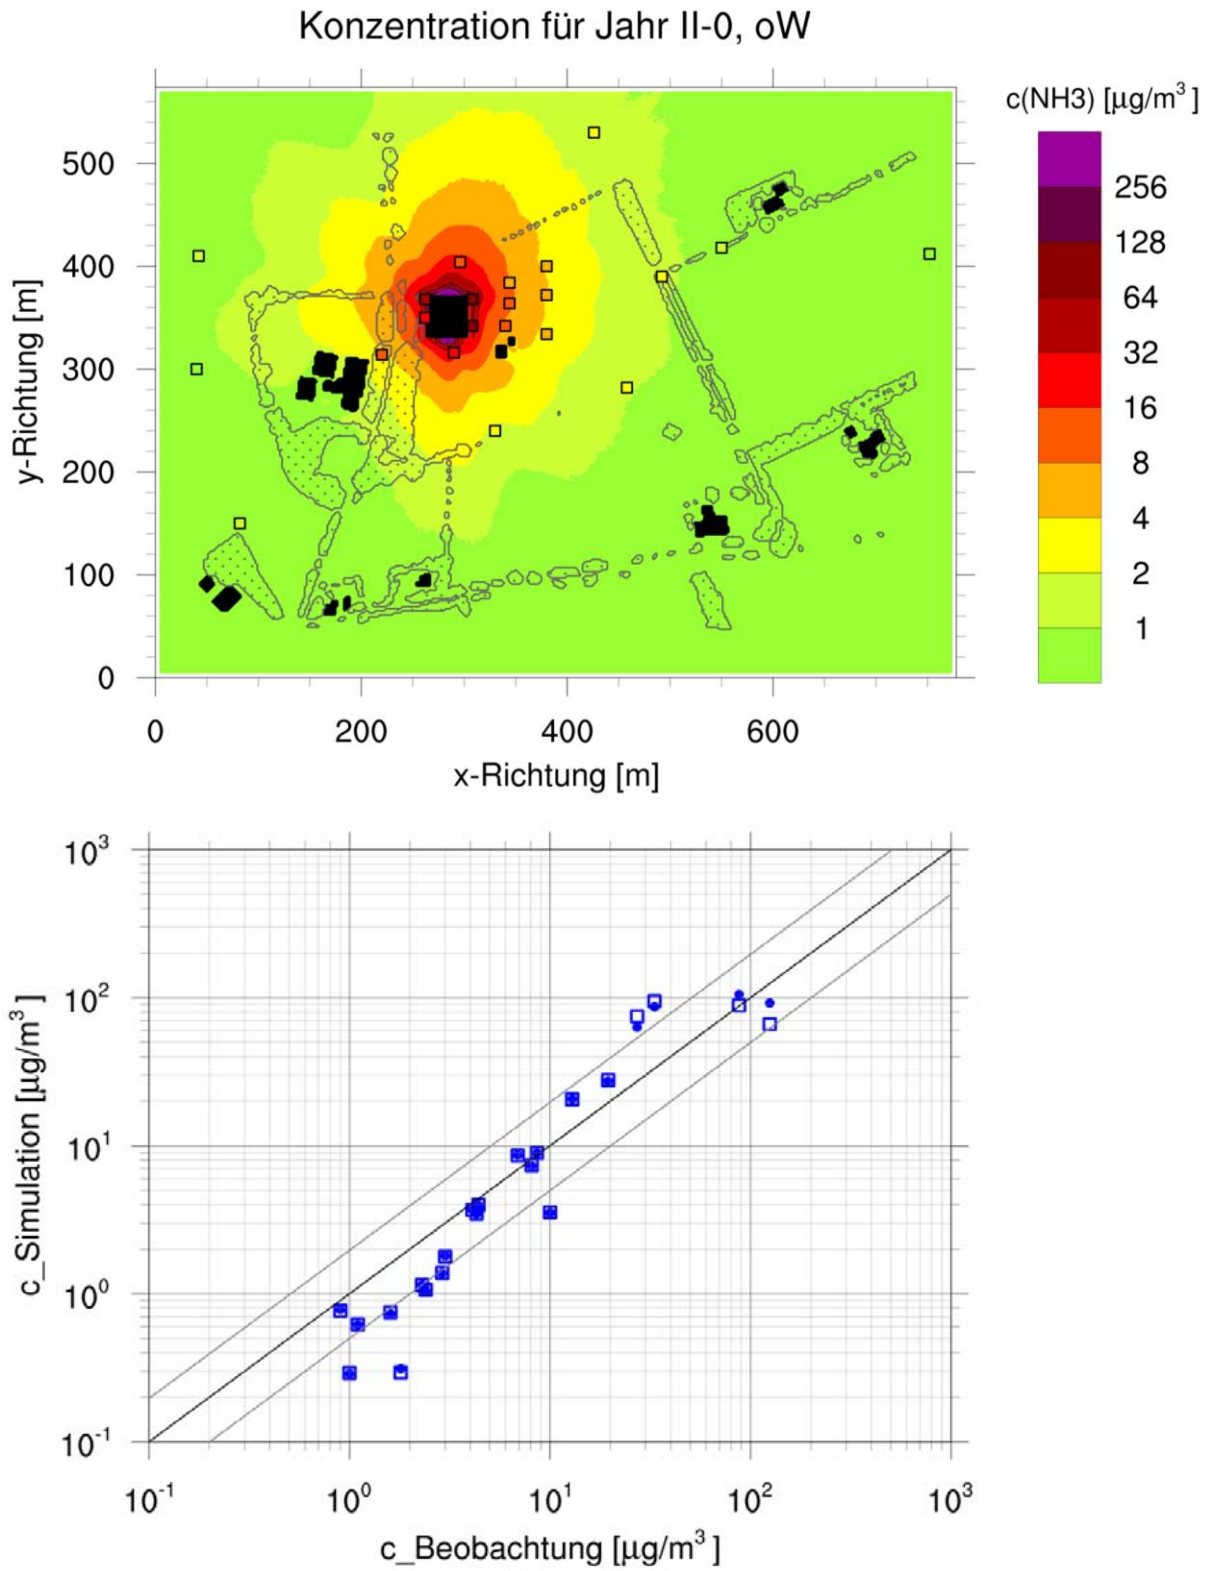 Konzentration für Jahr II-0, oW
c(NH3) [µg/m³]
256
128
64
32
16
8
4
2
1
500
400
300
200
100
0
y-Richtung [m]
0 200 400 600
x-Richtung [m]
10³
10²
10¹
10⁰
10⁻¹
c_Simulation [µg/m³]
10⁻¹ 10⁰ 10¹ 10² 10³
c_Beobachtung [µg/m³]